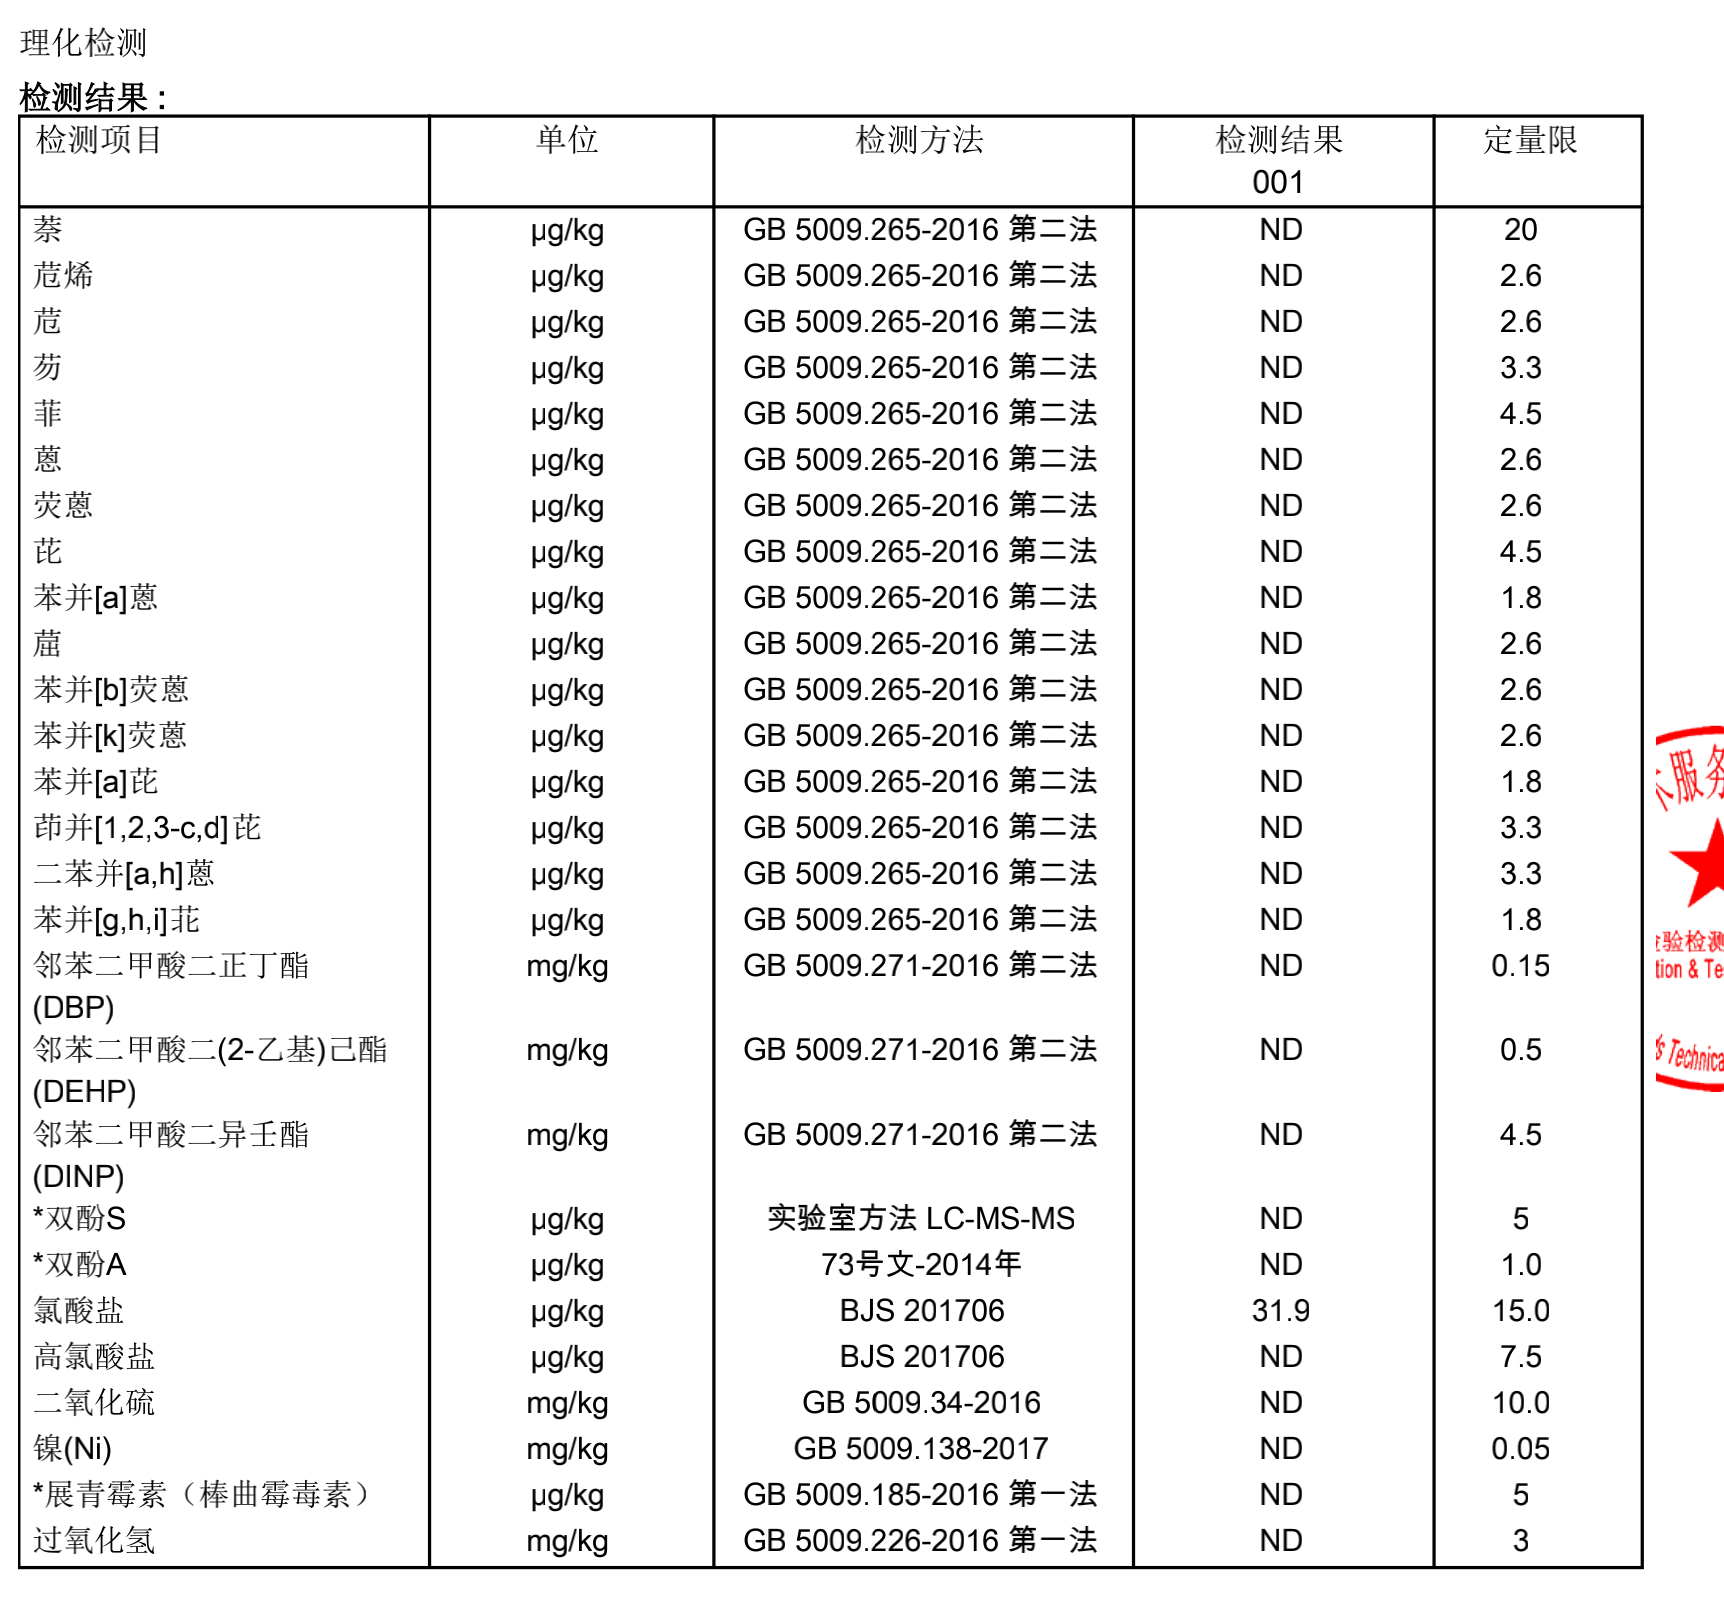 理化检测
检测结果：
检测项目 单位 检测方法 检测结果 定量限
001
萘 µg/kg GB 5009.265-2016 第二法 ND 20
苊烯 µg/kg GB 5009.265-2016 第二法 ND 2.6
苊 µg/kg GB 5009.265-2016 第二法 ND 2.6
芴 µg/kg GB 5009.265-2016 第二法 ND 3.3
菲 µg/kg GB 5009.265-2016 第二法 ND 4.5
蒽 µg/kg GB 5009.265-2016 第二法 ND 2.6
荧蒽 µg/kg GB 5009.265-2016 第二法 ND 2.6
芘 µg/kg GB 5009.265-2016 第二法 ND 4.5
苯并[a]蒽 µg/kg GB 5009.265-2016 第二法 ND 1.8
䓛 µg/kg GB 5009.265-2016 第二法 ND 2.6
苯并[b]荧蒽 µg/kg GB 5009.265-2016 第二法 ND 2.6
苯并[k]荧蒽 µg/kg GB 5009.265-2016 第二法 ND 2.6
苯并[a]芘 µg/kg GB 5009.265-2016 第二法 ND 1.8
茚并[1,2,3-c,d]芘 µg/kg GB 5009.265-2016 第二法 ND 3.3
二苯并[a,h]蒽 µg/kg GB 5009.265-2016 第二法 ND 3.3
苯并[g,h,i]苝 µg/kg GB 5009.265-2016 第二法 ND 1.8
邻苯二甲酸二正丁酯 mg/kg GB 5009.271-2016 第二法 ND 0.15
(DBP)
邻苯二甲酸二(2-乙基)己酯 mg/kg GB 5009.271-2016 第二法 ND 0.5
(DEHP)
邻苯二甲酸二异壬酯 mg/kg GB 5009.271-2016 第二法 ND 4.5
(DINP)
*双酚S µg/kg 实验室方法 LC-MS-MS ND 5
*双酚A µg/kg 73号文-2014年 ND 1.0
氯酸盐 µg/kg BJS 201706 31.9 15.0
高氯酸盐 µg/kg BJS 201706 ND 7.5
二氧化硫 mg/kg GB 5009.34-2016 ND 10.0
镍(Ni) mg/kg GB 5009.138-2017 ND 0.05
*展青霉素（棒曲霉毒素） µg/kg GB 5009.185-2016 第一法 ND 5
过氧化氢 mg/kg GB 5009.226-2016 第一法 ND 3
服务
验检测
tion & Te
s Technica